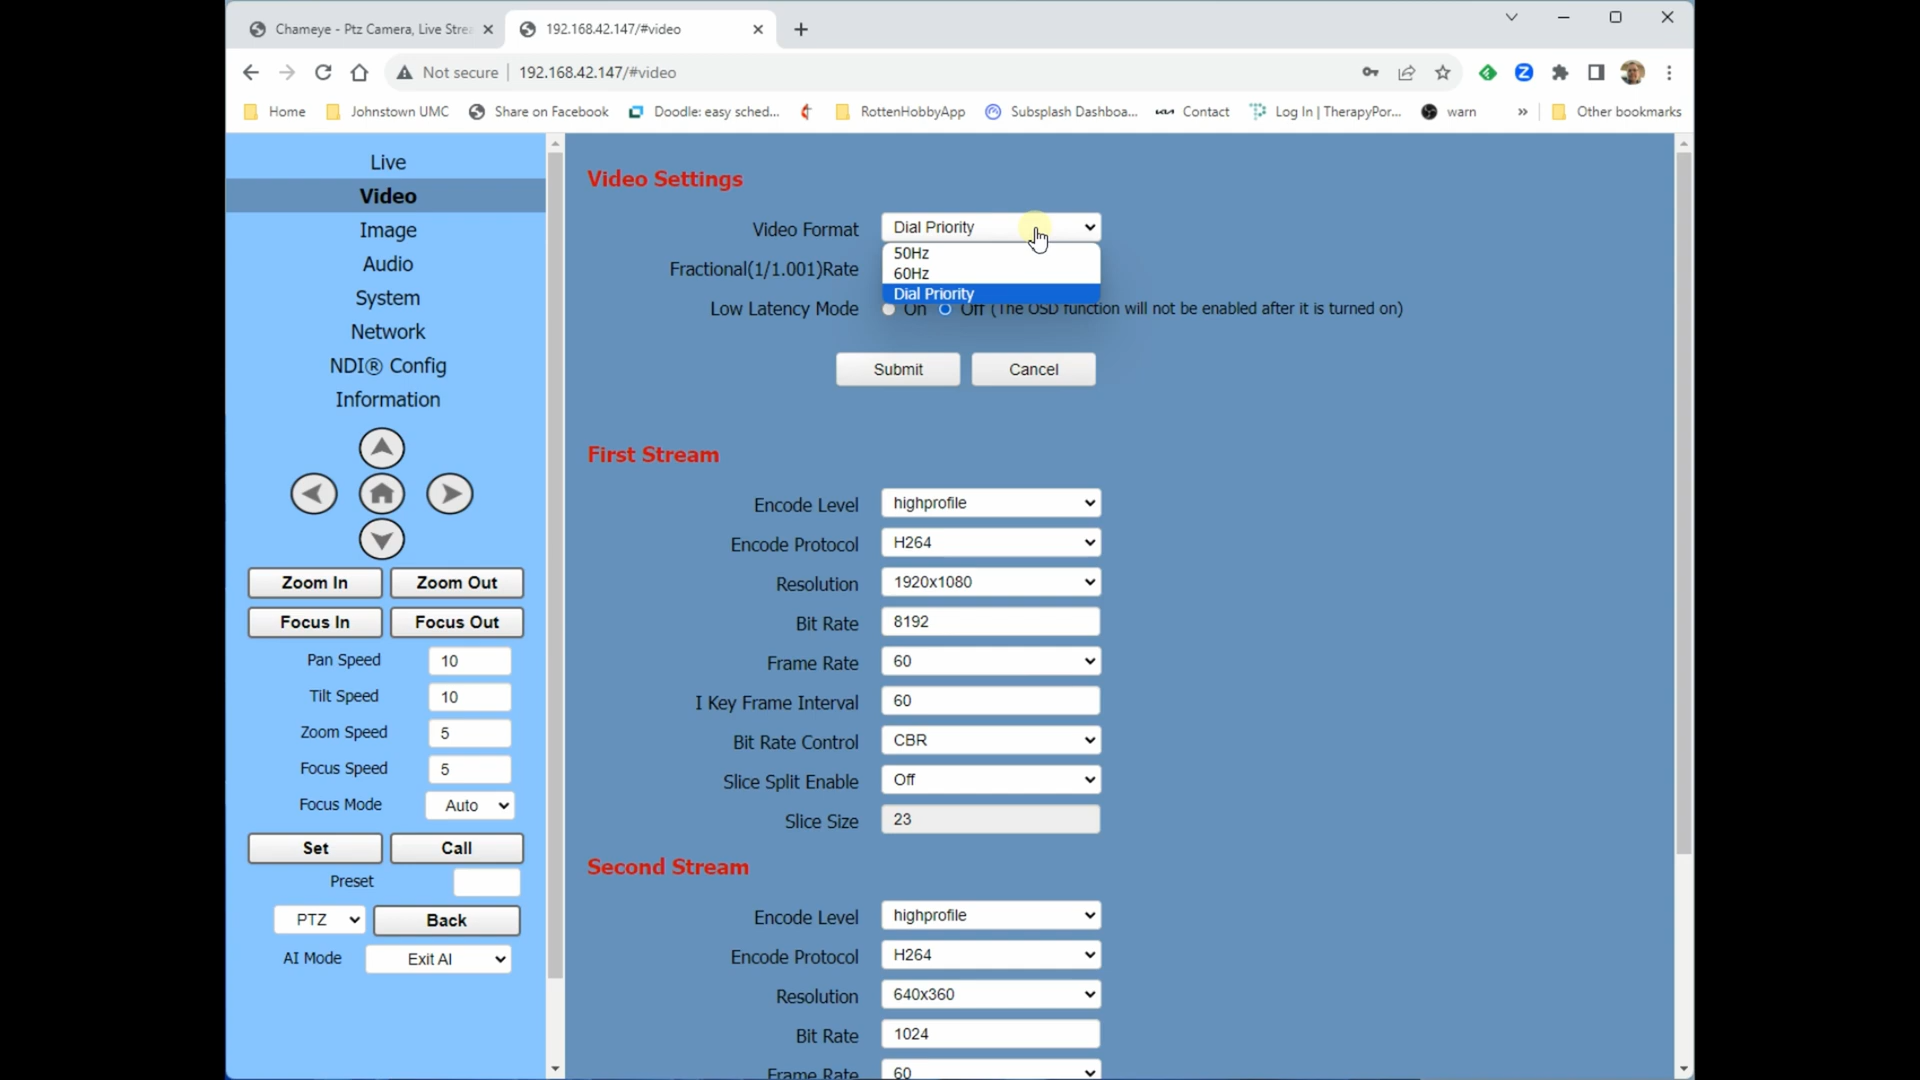 Chameye - Ptz Camera, Live Stre
192.168.42.147/#video
Not secure
192.168.42.147/#video
Home
Johnstown UMC
Share on Facebook
Doodle: easy sched...
RottenHobbyApp
Subsplash Dashboa...
Contact
Log In | TherapyPor...
warn
»
Other bookmarks
Live
Video
Image
Audio
System
Network
NDI® Config
Information
Zoom In Zoom Out
Focus In Focus Out
Pan Speed 10
Tilt Speed 10
Zoom Speed 5
Focus Speed 5
Focus Mode Auto
Set Call
Preset
PTZ Back
AI Mode Exit AI
Video Settings
Video Format Dial Priority
50Hz
60Hz
Dial Priority
Fractional(1/1.001)Rate
Low Latency Mode On Off (The OSD function will not be enabled after it is turned on)
Submit Cancel
First Stream
Encode Level highprofile
Encode Protocol H264
Resolution 1920x1080
Bit Rate 8192
Frame Rate 60
I Key Frame Interval 60
Bit Rate Control CBR
Slice Split Enable Off
Slice Size 23
Second Stream
Encode Level highprofile
Encode Protocol H264
Resolution 640x360
Bit Rate 1024
Frame Rate 60